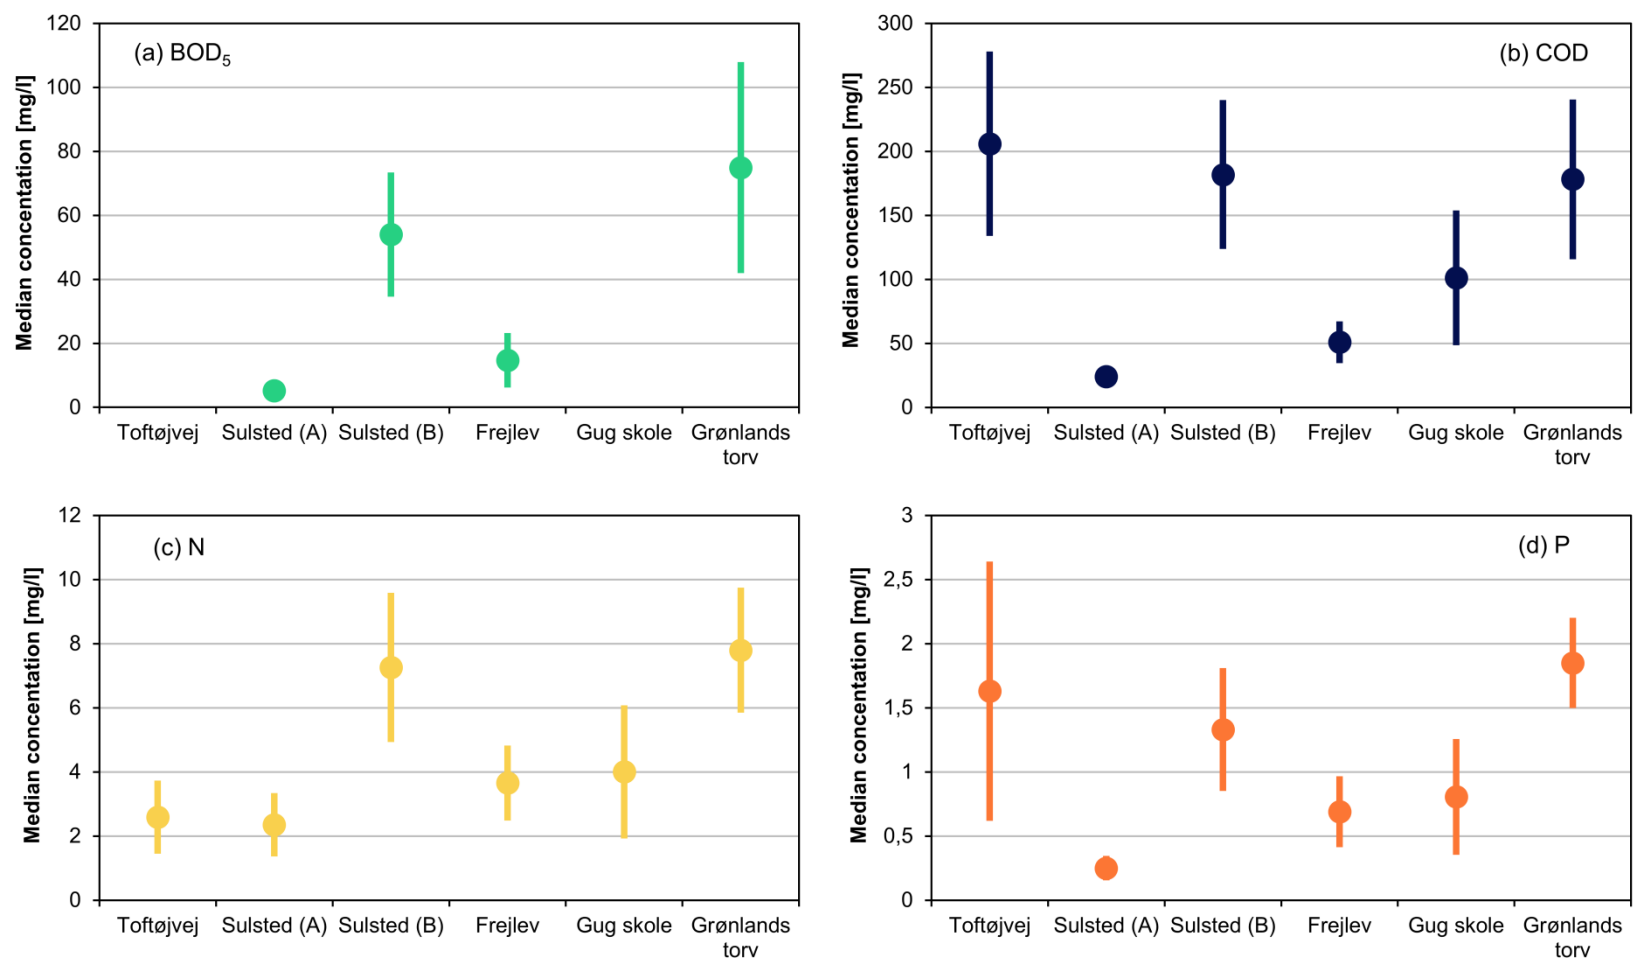 (a) BOD5
Median concentration [mg/l]
120
100
80
60
40
20
0
Toftøjvej Sulsted (A) Sulsted (B) Frejlev Gug skole Grønlands
torv
(b) COD
Median concentration [mg/l]
300
250
200
150
100
50
0
Toftøjvej Sulsted (A) Sulsted (B) Frejlev Gug skole Grønlands
torv
(c) N
Median concentration [mg/l]
12
10
8
6
4
2
0
Toftøjvej Sulsted (A) Sulsted (B) Frejlev Gug skole Grønlands
torv
(d) P
Median concentration [mg/l]
3
2,5
2
1,5
1
0,5
0
Toftøjvej Sulsted (A) Sulsted (B) Frejlev Gug skole Grønlands
torv